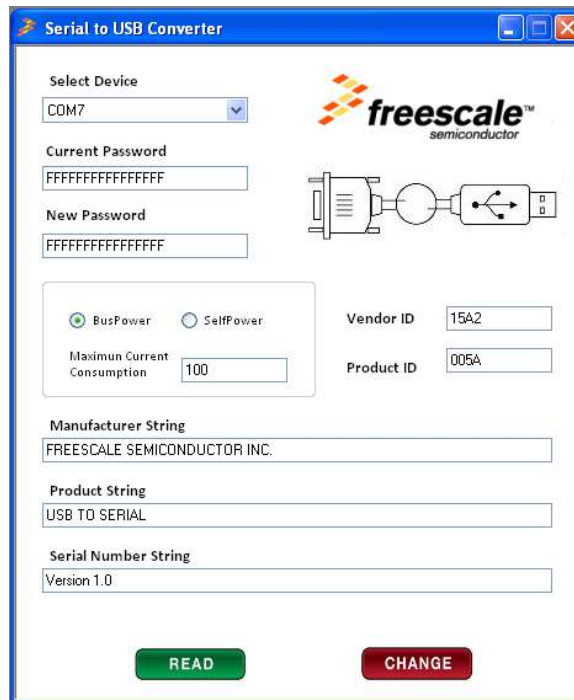 Serial to USB Converter
Select Device
COM7
freescale™
semiconductor
Current Password
FFFFFFFFFFFFFFFF
New Password
FFFFFFFFFFFFFFFF
BusPower SelfPower
Maximun Current
Consumption 100
Vendor ID 15A2
Product ID 005A
Manufacturer String
FREESCALE SEMICONDUCTOR INC.
Product String
USB TO SERIAL
Serial Number String
Version 1.0
READ CHANGE